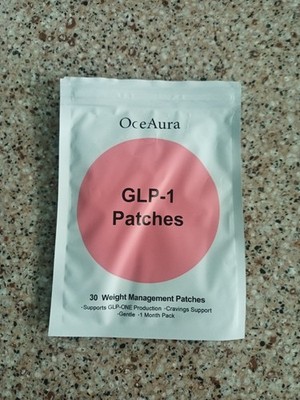 OceAura
GLP-1
Patches
30 Weight Management Patches
·Supports GLP-ONE Production ·Cravings Support
·Gentle ·1 Month Pack